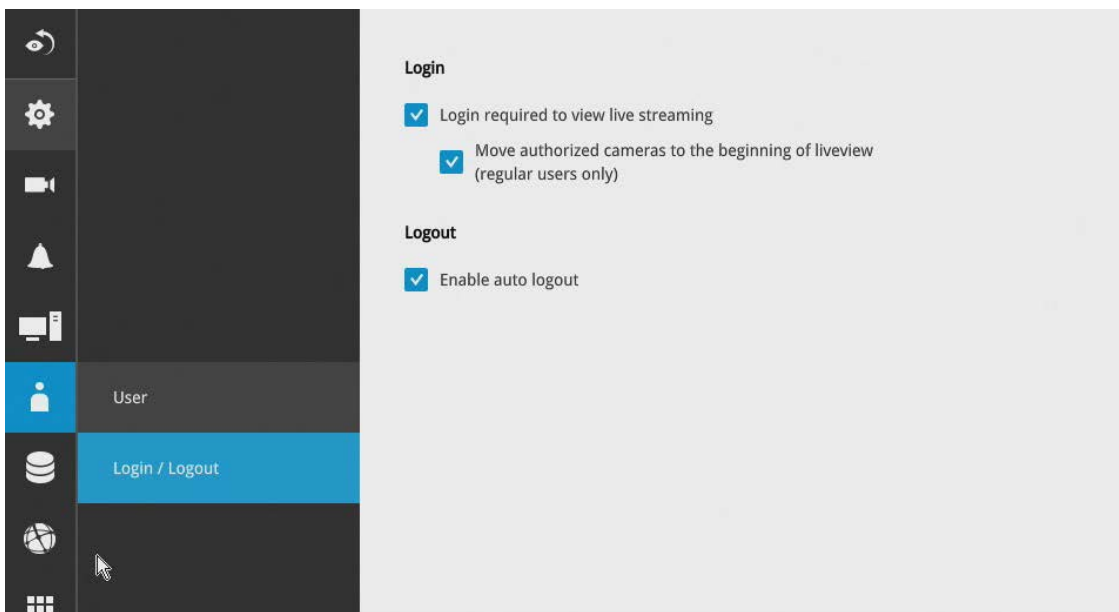 Login
Login required to view live streaming
Move authorized cameras to the beginning of liveview
(regular users only)
Logout
Enable auto logout
User
Login / Logout